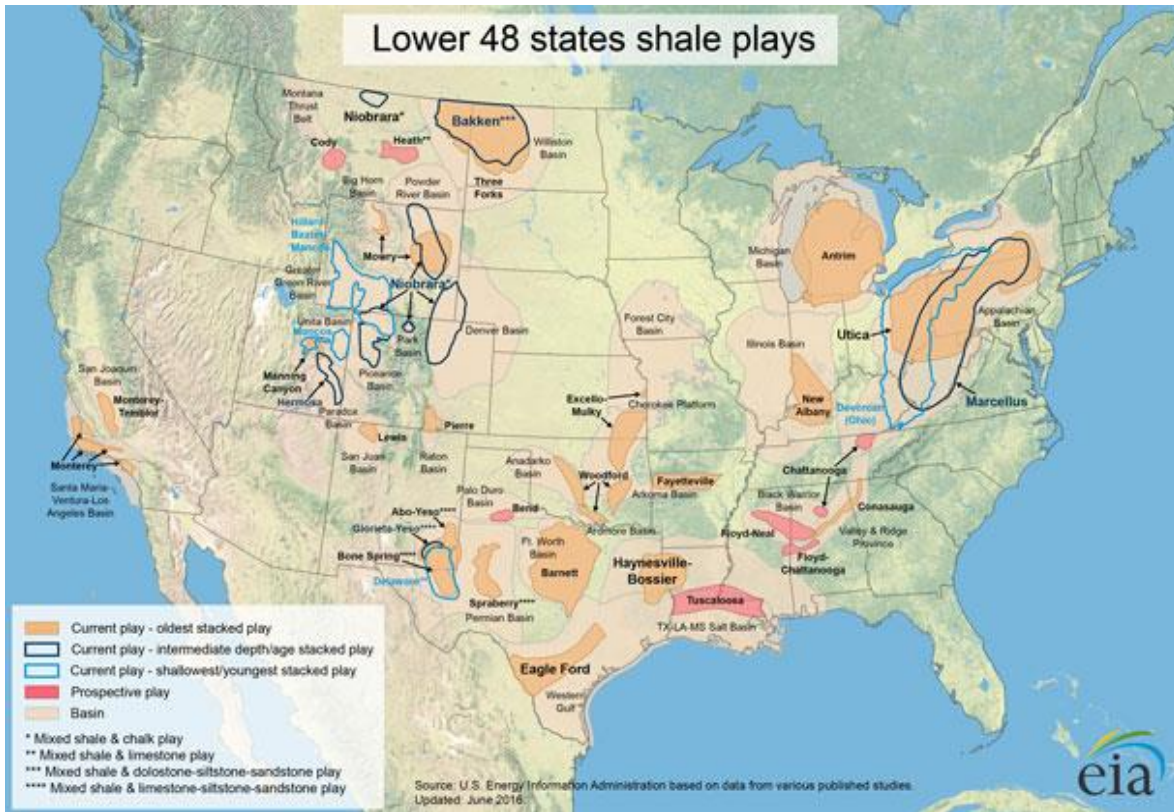 Lower 48 states shale plays
Montana
Thrust
Belt
Niobrara*
Bakken***
Williston
Basin
Cody
Heath**
Big Horn
Basin
Powder
River Basin
Three
Forks
Hilliard-
Baxter-
Mancos
Mowry
Greater
Green River
Basin
Niobrara*
Michigan
Basin
Antrim
Uinta Basin
Mancos
Park
Basin
Denver Basin
Forest City
Basin
Illinois Basin
Utica
Appalachian
Basin
Manning
Canyon
Piceance
Basin
Hermosa
Paradox
Basin
San Joaquin
Basin
Monterey-
Temblor
Excello-
Mulky
Cherokee Platform
New
Albany
Devonian
(Ohio)
Marcellus
Lewis
Pierre
San Juan
Basin
Raton
Basin
Monterey
Santa Maria-
Ventura-Los
Angeles Basin
Anadarko
Basin
Woodford
Fayetteville
Arkoma Basin
Chattanooga
Black Warrior
Basin
Conasauga
Palo Duro
Basin
Bend
Abo-Yeso****
Glorieta-Yeso****
Ardmore Basin
Floyd-Neal
Valley & Ridge
Province
Ft. Worth
Basin
Bone Spring****
Delaware**
Barnett
Haynesville-
Bossier
Floyd-
Chattanooga
Spraberry****
Permian Basin
Tuscaloosa
TX-LA-MS Salt Basin
Eagle Ford
Western
Gulf
Current play - oldest stacked play
Current play - intermediate depth/age stacked play
Current play - shallowest/youngest stacked play
Prospective play
Basin
* Mixed shale & chalk play
** Mixed shale & limestone play
*** Mixed shale & dolostone-siltstone-sandstone play
**** Mixed shale & limestone-siltstone-sandstone play
Source: U.S. Energy Information Administration based on data from various published studies.
Updated: June 2016.
eia